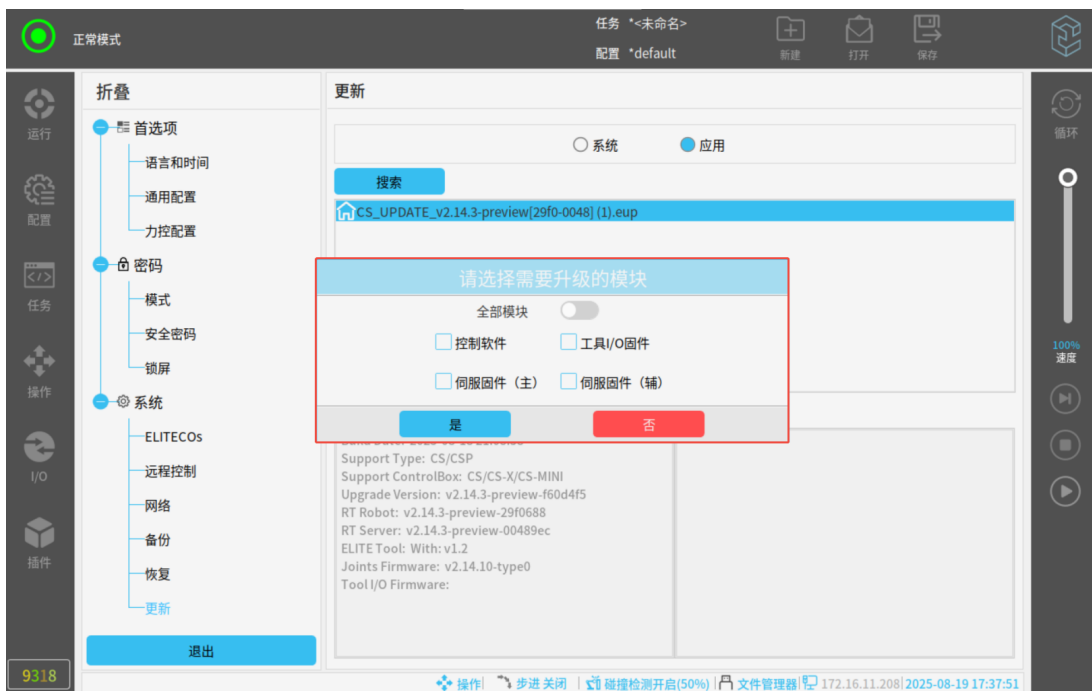 正常模式
任务 *<未命名>
配置 *default
新建
打开
保存
运行
配置
任务
操作
I/O
插件
9318
折叠
首选项
语言和时间
通用配置
力控配置
密码
模式
安全密码
锁屏
系统
ELITECOs
远程控制
网络
备份
恢复
更新
退出
更新
系统 应用
搜索
CS_UPDATE_v2.14.3-preview[29f0-0048] (1).eup
请选择需要升级的模块
全部模块
控制软件 工具I/O固件
伺服固件（主） 伺服固件（辅）
是 否
Support Type: CS/CSP
Support ControlBox: CS/CS-X/CS-MINI
Upgrade Version: v2.14.3-preview-f60d4f5
RT Robot: v2.14.3-preview-29f0688
RT Server: v2.14.3-preview-00489ec
ELITE Tool: With: v1.2
Joints Firmware: v2.14.10-type0
Tool I/O Firmware:
循环
100%
速度
操作 步进 关闭 碰撞检测开启(50%) 文件管理器 172.16.11.208 2025-08-19 17:37:51